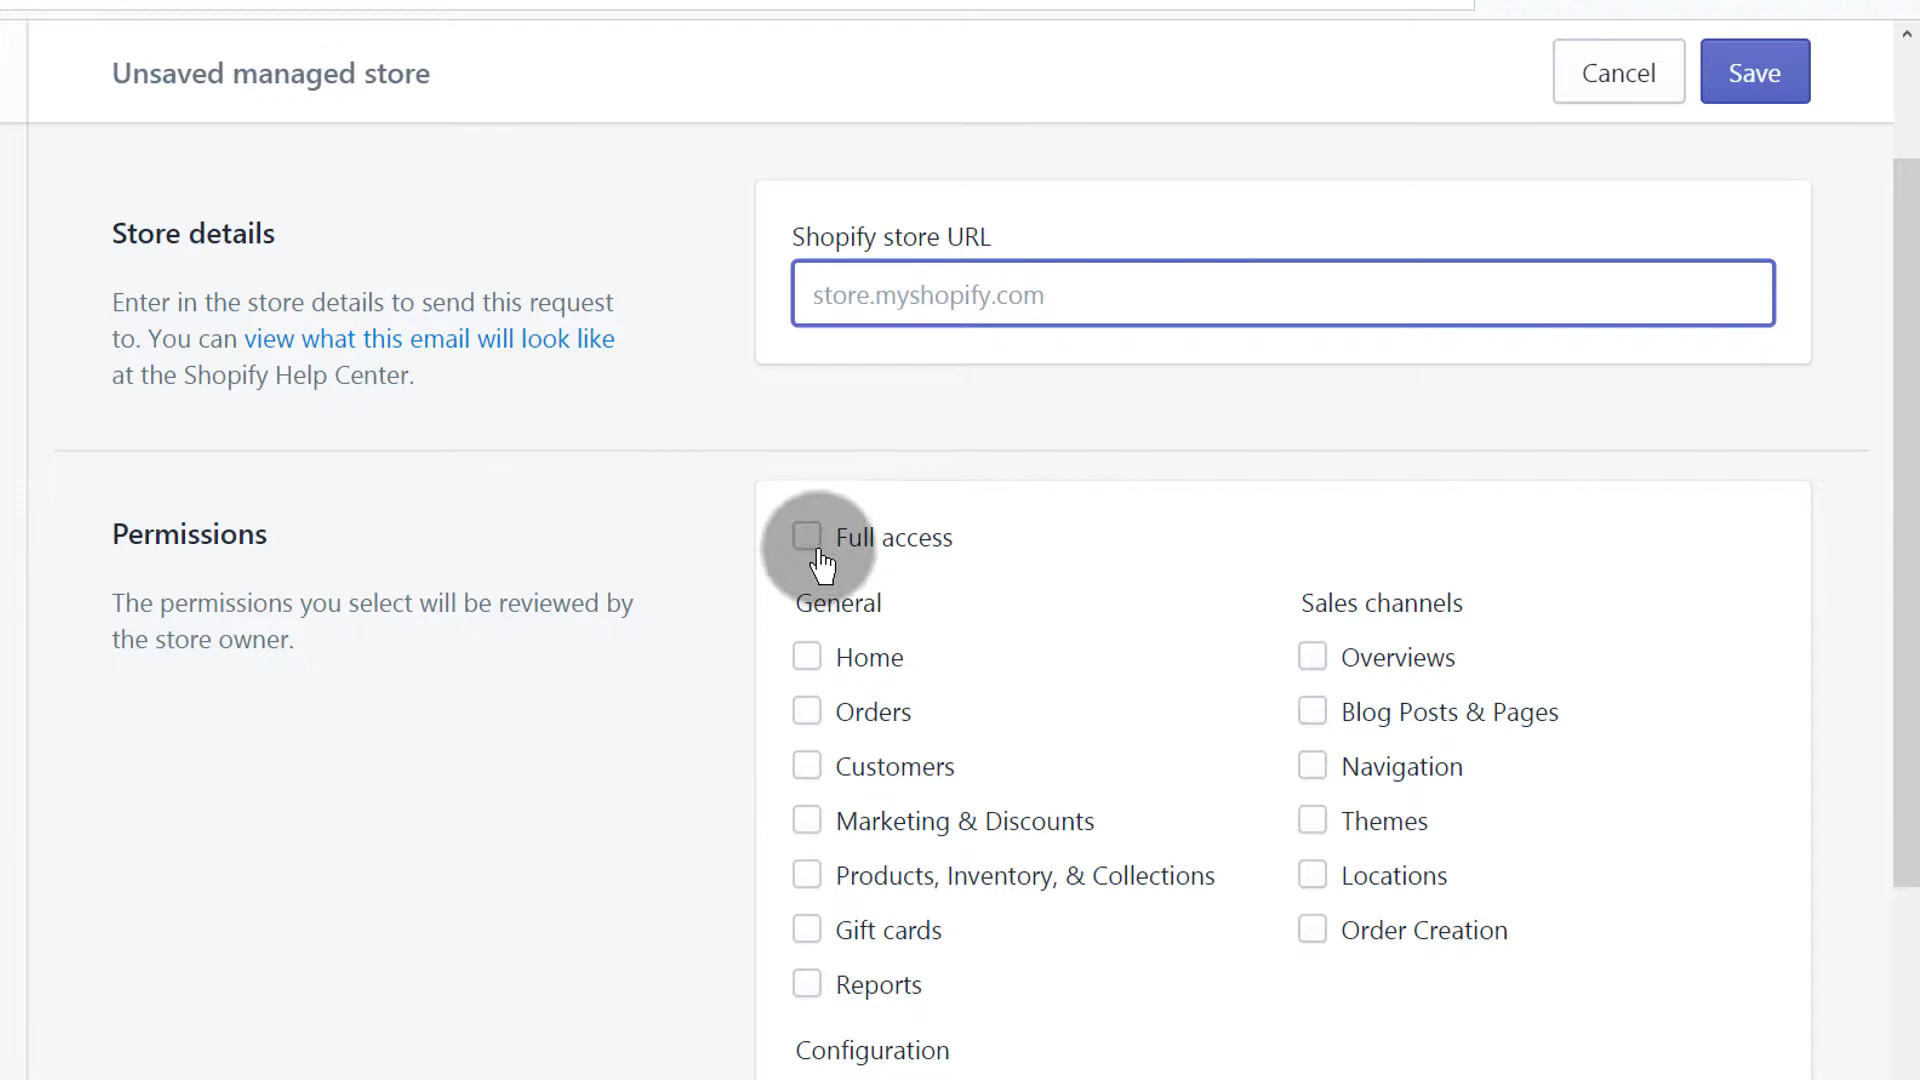 Unsaved managed store
Cancel
Save
Store details
Enter in the store details to send this request
to. You can view what this email will look like
at the Shopify Help Center.
Shopify store URL
store.myshopify.com
Permissions
The permissions you select will be reviewed by
the store owner.
Full access
General
Home
Orders
Customers
Marketing & Discounts
Products, Inventory, & Collections
Gift cards
Reports
Sales channels
Overviews
Blog Posts & Pages
Navigation
Themes
Locations
Order Creation
Configuration